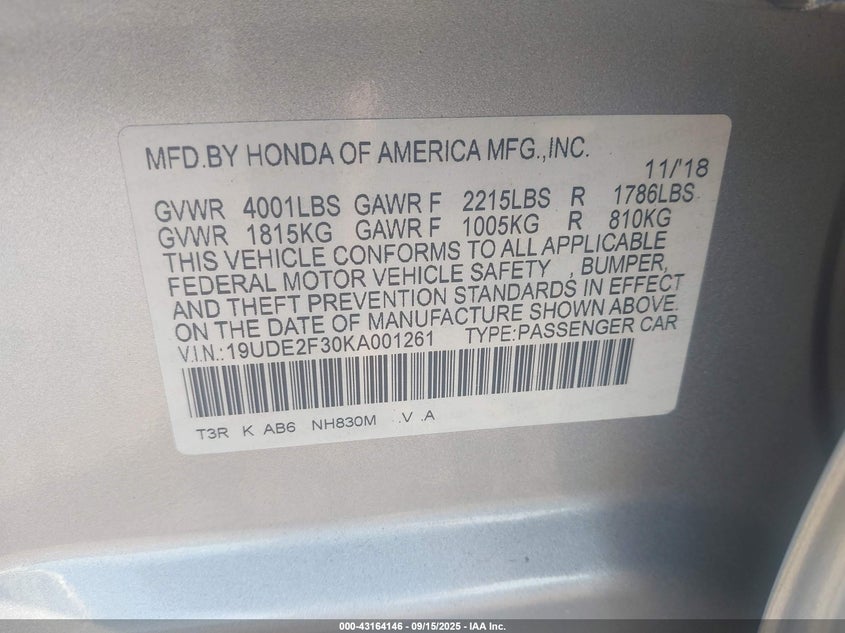 MFD.BY HONDA OF AMERICA MFG.,INC.
11/'18
GVWR 4001LBS GAWR F 2215LBS R 1786LBS
GVWR 1815KG GAWR F 1005KG R 810KG
THIS VEHICLE CONFORMS TO ALL APPLICABLE
FEDERAL MOTOR VEHICLE SAFETY , BUMPER,
AND THEFT PREVENTION STANDARDS IN EFFECT
ON THE DATE OF MANUFACTURE SHOWN ABOVE.
V.I.N.:19UDE2F30KA001261 TYPE:PASSENGER CAR
T3R K AB6 NH830M .V .A
000-43164146 - 09/15/2025 - IAA Inc.